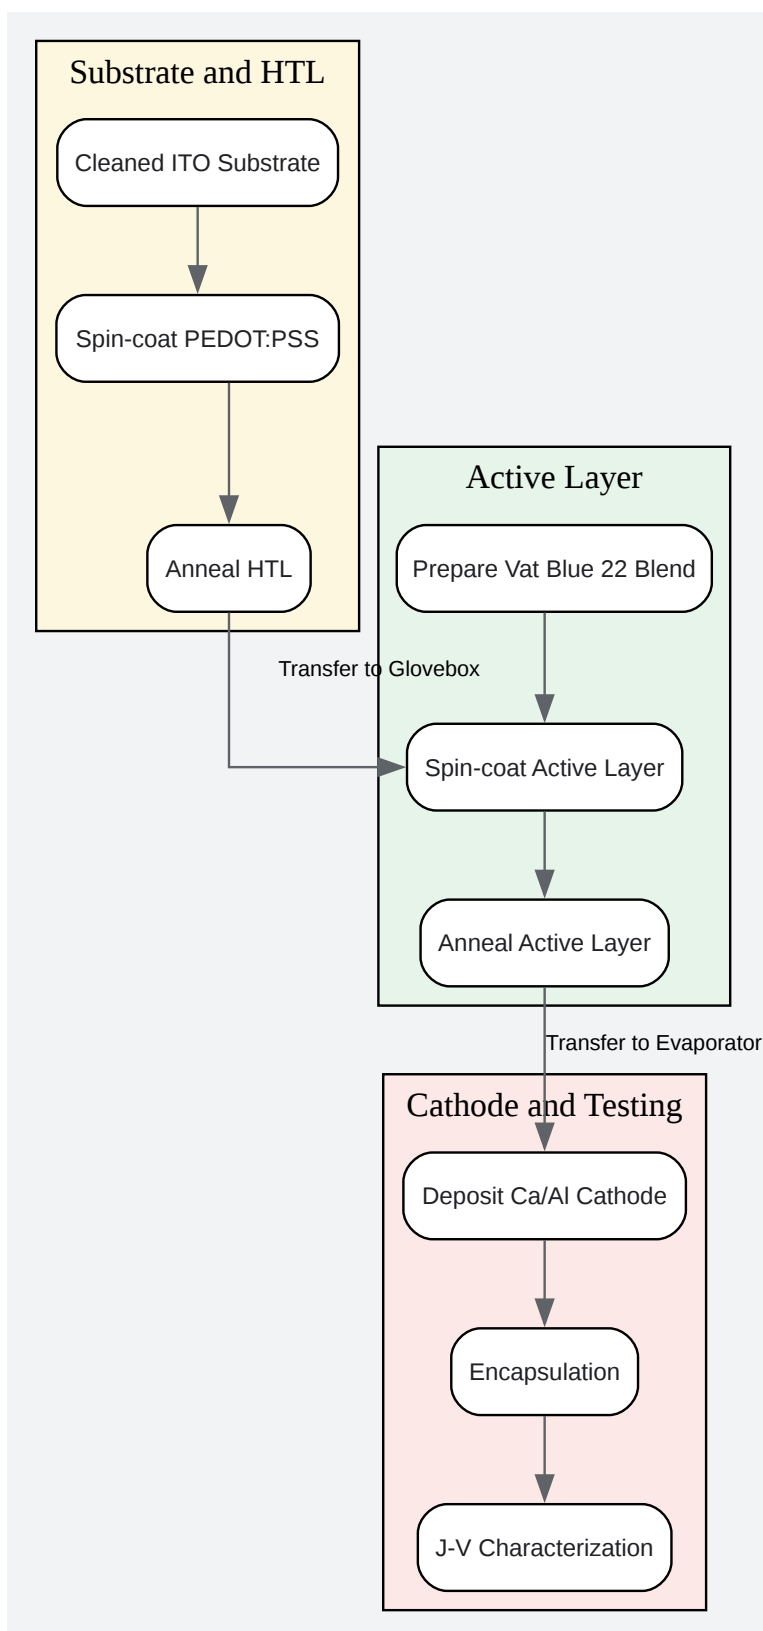 Substrate and HTL
Cleaned ITO Substrate
Spin-coat PEDOT:PSS
Anneal HTL
Transfer to Glovebox
Active Layer
Prepare Vat Blue 22 Blend
Spin-coat Active Layer
Anneal Active Layer
Transfer to Evaporator
Cathode and Testing
Deposit Ca/Al Cathode
Encapsulation
J-V Characterization